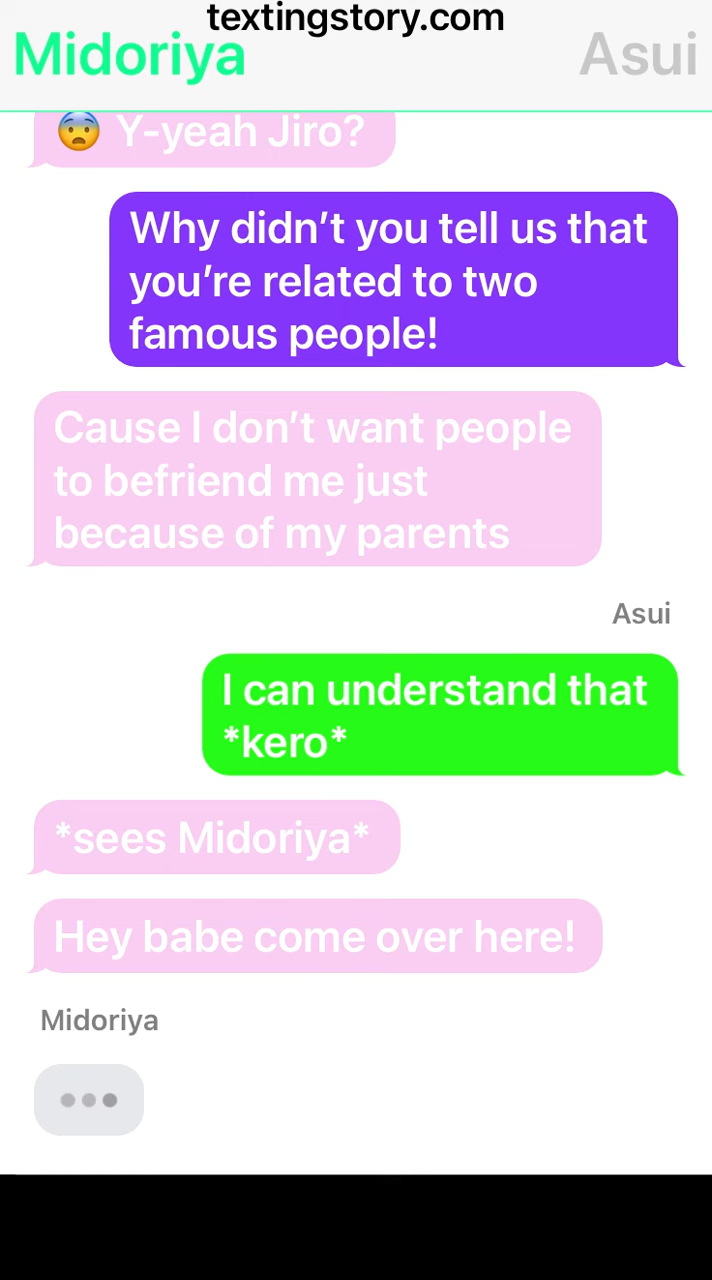 textingstory.com
Midoriya
Asui
😨 Y-yeah Jiro?
Why didn’t you tell us that
you’re related to two
famous people!
Cause I don’t want people
to befriend me just
because of my parents
Asui
I can understand that
*kero*
*sees Midoriya*
Hey babe come over here!
Midoriya